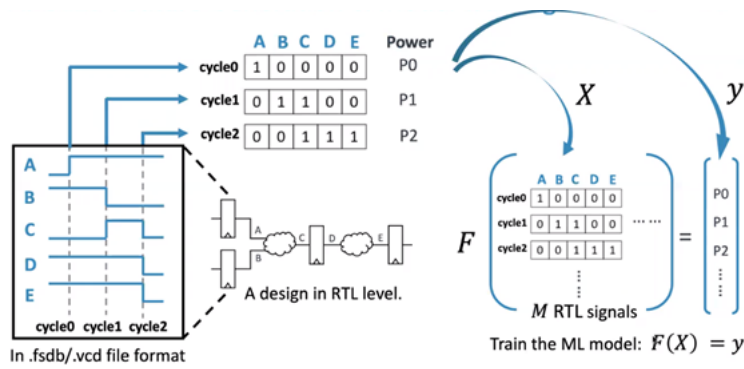 A B C D E Power
cycle0 1 0 0 0 0 P0
cycle1 0 1 1 0 0 P1
cycle2 0 0 1 1 1 P2
X
y
A
B
C
D
E
cycle0 cycle1 cycle2
In .fsdb/.vcd file format
A
B
C
D
E
A design in RTL level.
F
A B C D E
cycle0 1 0 0 0 0
cycle1 0 1 1 0 0 ... ...
cycle2 0 0 1 1 1
M RTL signals
=
P0
P1
P2
Train the ML model: F(X) = y